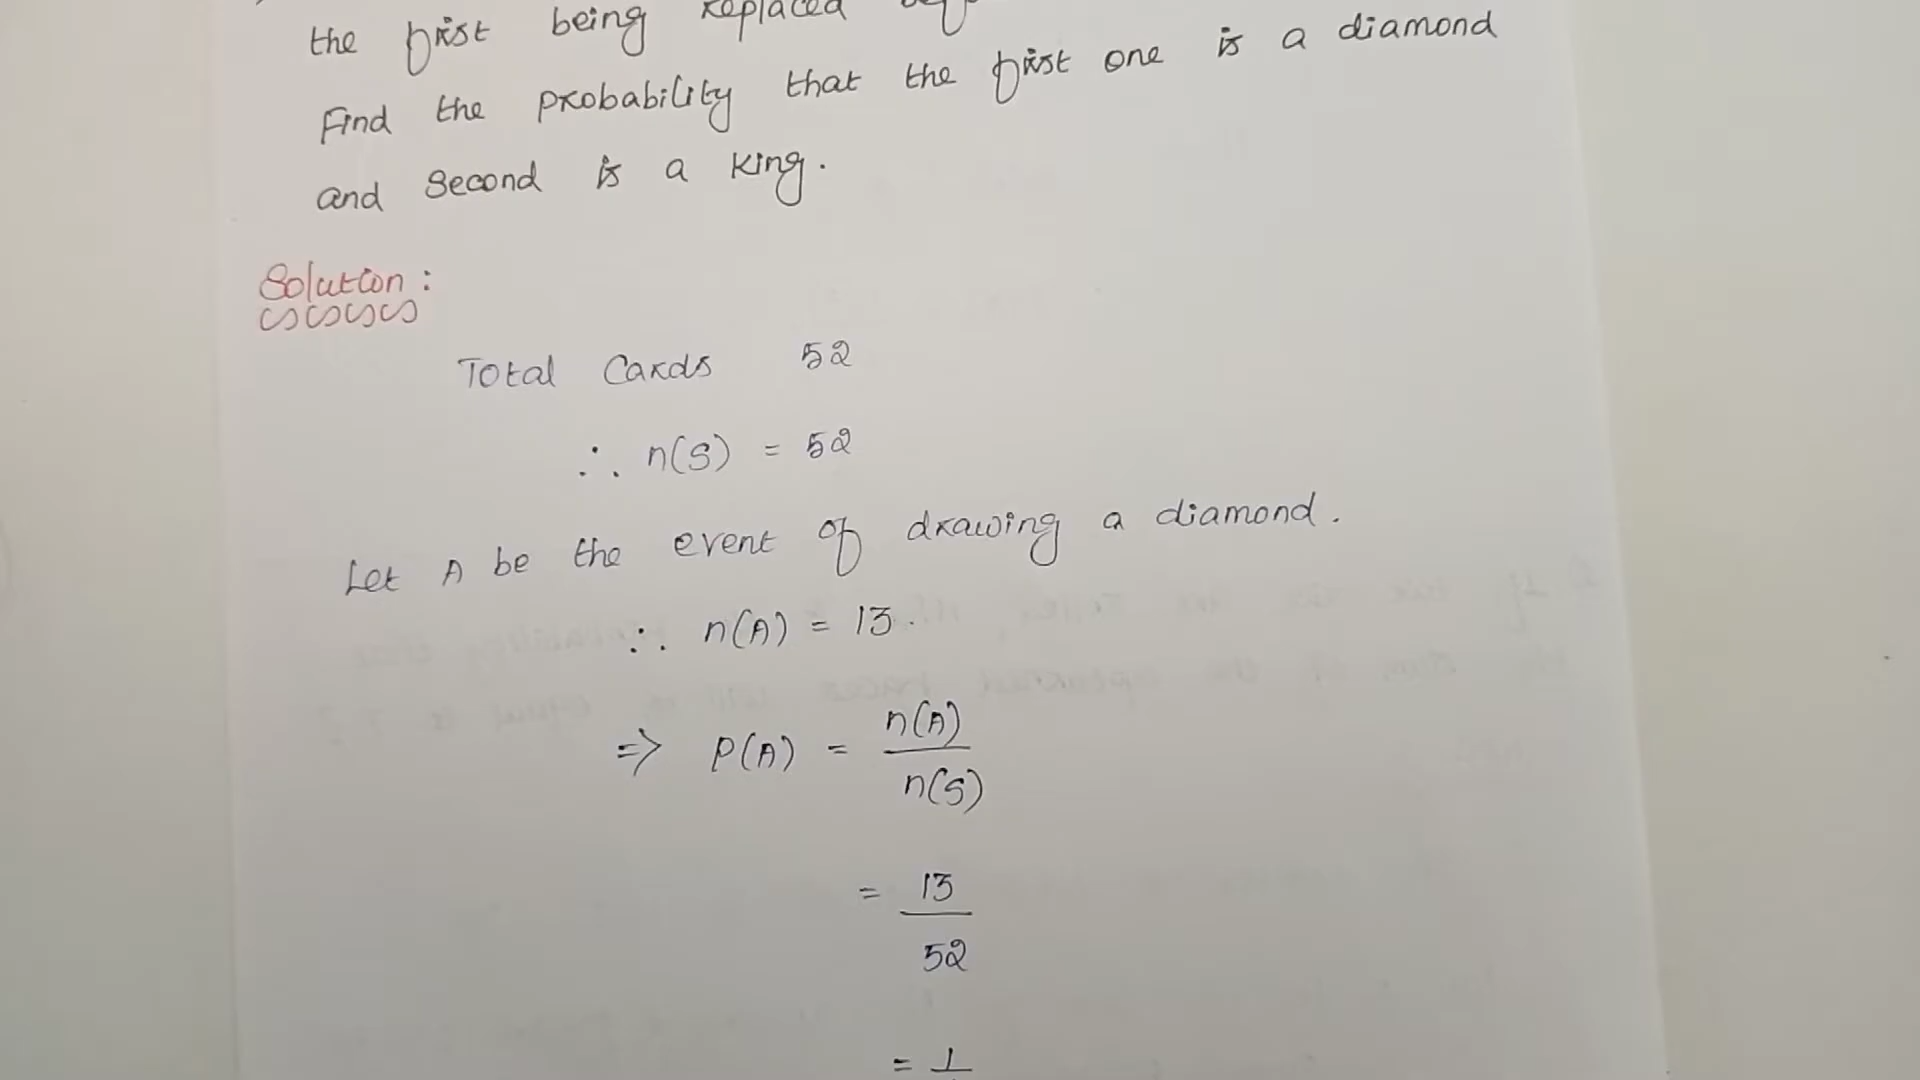 the first being replaced
Find the probability that the first one is a diamond
and second is a king.
Solution:
Total Cards 52
∴ n(S) = 52
Let A be the event of drawing a diamond.
∴ n(A) = 13.
⇒ P(A) = n(A)
n(S)
= 13
52
= 1